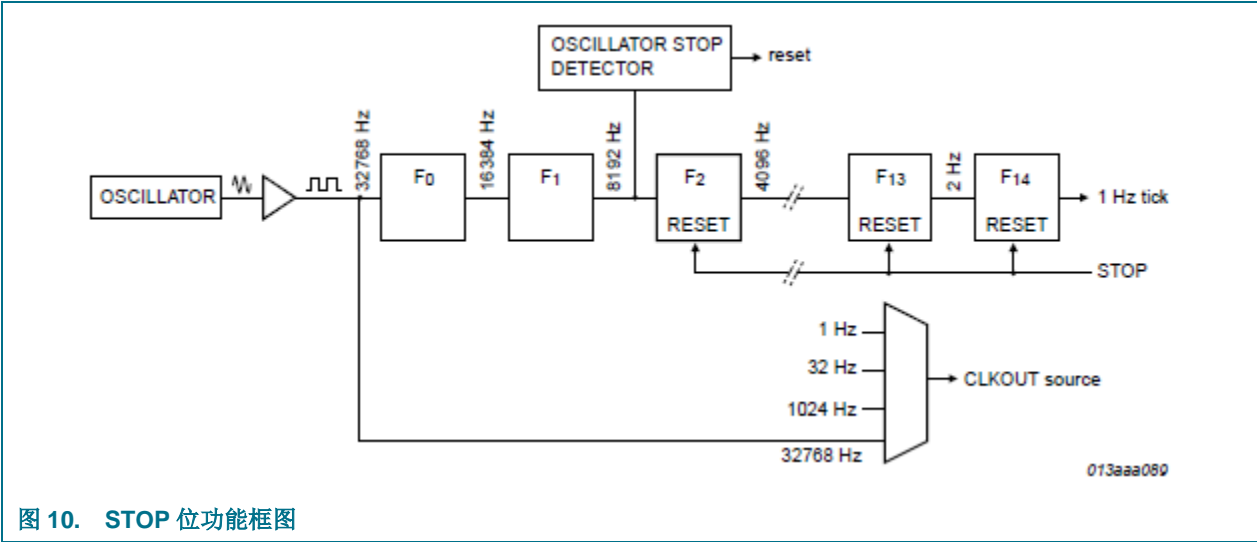 OSCILLATOR STOP
DETECTOR
reset
32768 Hz
16384 Hz
8192 Hz
4096 Hz
2 Hz
OSCILLATOR
F0
F1
F2
RESET
F13
RESET
F14
RESET
1 Hz tick
STOP
1 Hz
32 Hz
1024 Hz
32768 Hz
CLKOUT source
013aaa089
图 10. STOP 位功能框图